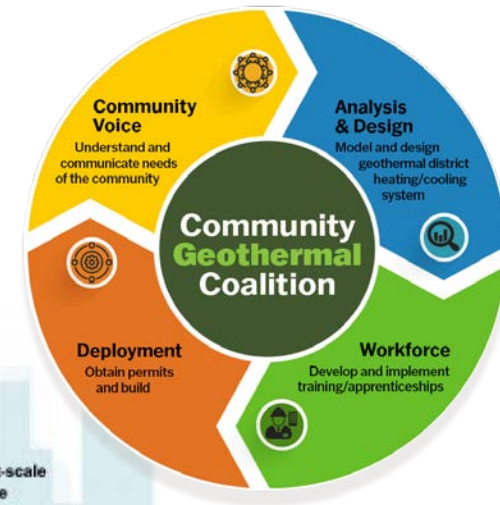 Community
Voice
Understand and
communicate needs
of the community
Analysis
& Design
Model and design
geothermal district
heating/cooling
system
Community
Geothermal
Coalition
Deployment
Obtain permits
and build
Workforce
Develop and implement
training/apprenticeships
-scale